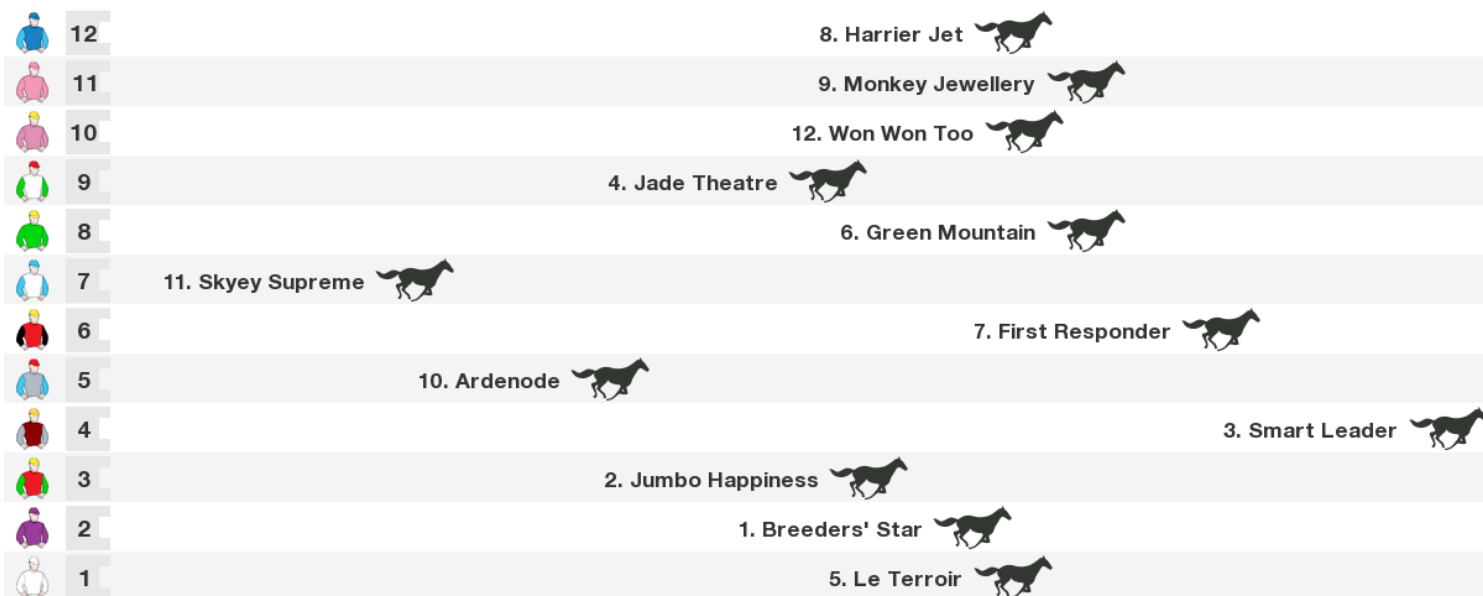 12 8. Harrier Jet
11 9. Monkey Jewellery
10 12. Won Won Too
9 4. Jade Theatre
8 6. Green Mountain
7 11. Skyey Supreme
6 7. First Responder
5 10. Ardenode
4 3. Smart Leader
3 2. Jumbo Happiness
2 1. Breeders' Star
1 5. Le Terroir